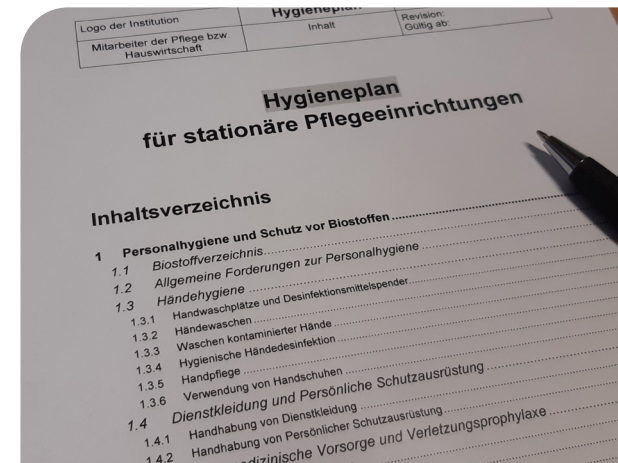 Logo der Institution
Hygieneplan
Revision:
Mitarbeiter der Pflege bzw.
Hauswirtschaft
Inhalt
Gültig ab:
Hygieneplan
für stationäre Pflegeeinrichtungen
Inhaltsverzeichnis
1 Personalhygiene und Schutz vor Biostoffen
1.1 Biostoffverzeichnis
1.2 Allgemeine Forderungen zur Personalhygiene
1.3 Händehygiene
1.3.1 Handwaschplätze und Desinfektionsmittelspender
1.3.2 Händewaschen
1.3.3 Waschen kontaminierter Hände
1.3.4 Hygienische Händedesinfektion
1.3.5 Handpflege
1.3.6 Verwendung von Handschuhen
1.4 Dienstkleidung und Persönliche Schutzausrüstung
1.4.1 Handhabung von Dienstkleidung
1.4.2 Handhabung von Persönlicher Schutzausrüstung
dizinische Vorsorge und Verletzungsprophylaxe